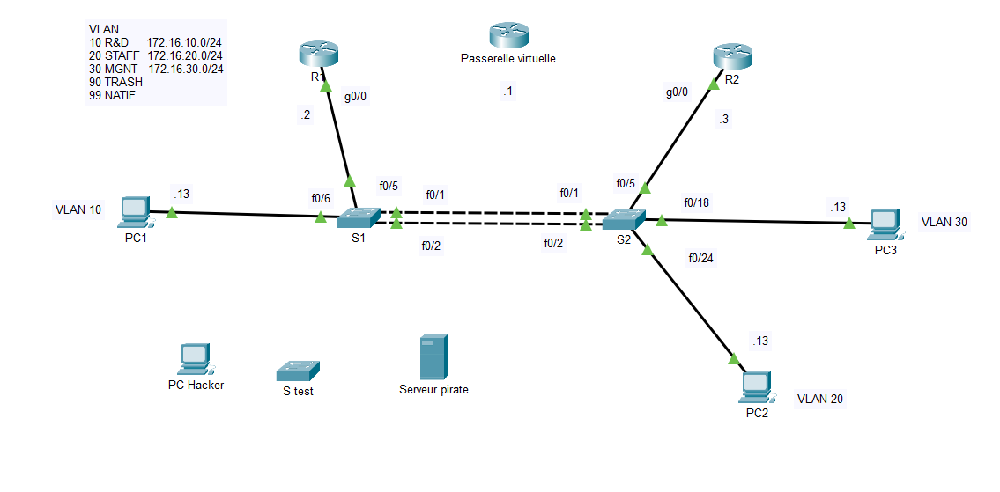 VLAN
10 R&D 172.16.10.0/24
20 STAFF 172.16.20.0/24
30 MGNT 172.16.30.0/24
90 TRASH
99 NATIF
R1
Passerelle virtuelle
R2
g0/0
.1
g0/0
.2
.3
.13
f0/6
f0/5
f0/1
f0/1
f0/5
f0/18
.13
VLAN 10
VLAN 30
PC1
S1
f0/2
f0/2
S2
PC3
f0/24
.13
PC Hacker
S test
Serveur pirate
VLAN 20
PC2